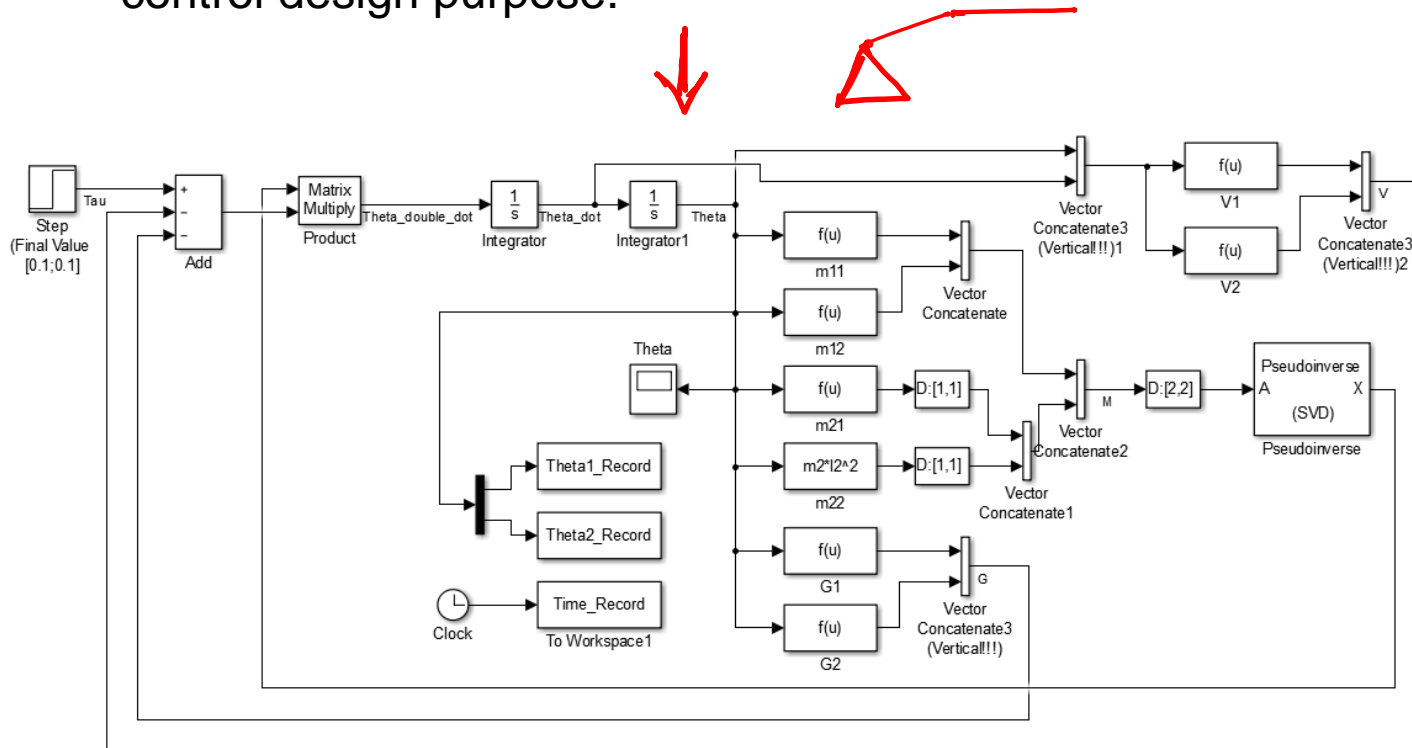 control design purpose.
Tau
Step
(Final Value
[0.1;0.1]
+
−
−
Add
Matrix
Multiply
Product
Theta_double_dot
1
s
Integrator
Theta_dot
1
s
Integrator1
Theta
f(u)
m11
f(u)
m12
f(u)
m21
m2*l2^2
m22
f(u)
G1
f(u)
G2
D:[1,1]
D:[1,1]
Vector
Concatenate
Vector
Concatenate1
Vector
Concatenate2
M
D:[2,2]
Pseudoinverse
A
X
(SVD)
Pseudoinverse
Vector
Concatenate3
(Vertical!!!)1
f(u)
V1
f(u)
V2
V
Vector
Concatenate3
(Vertical!!!)2
G
Vector
Concatenate3
(Vertical!!!)
Theta
Theta1_Record
Theta2_Record
Clock
Time_Record
To Workspace1